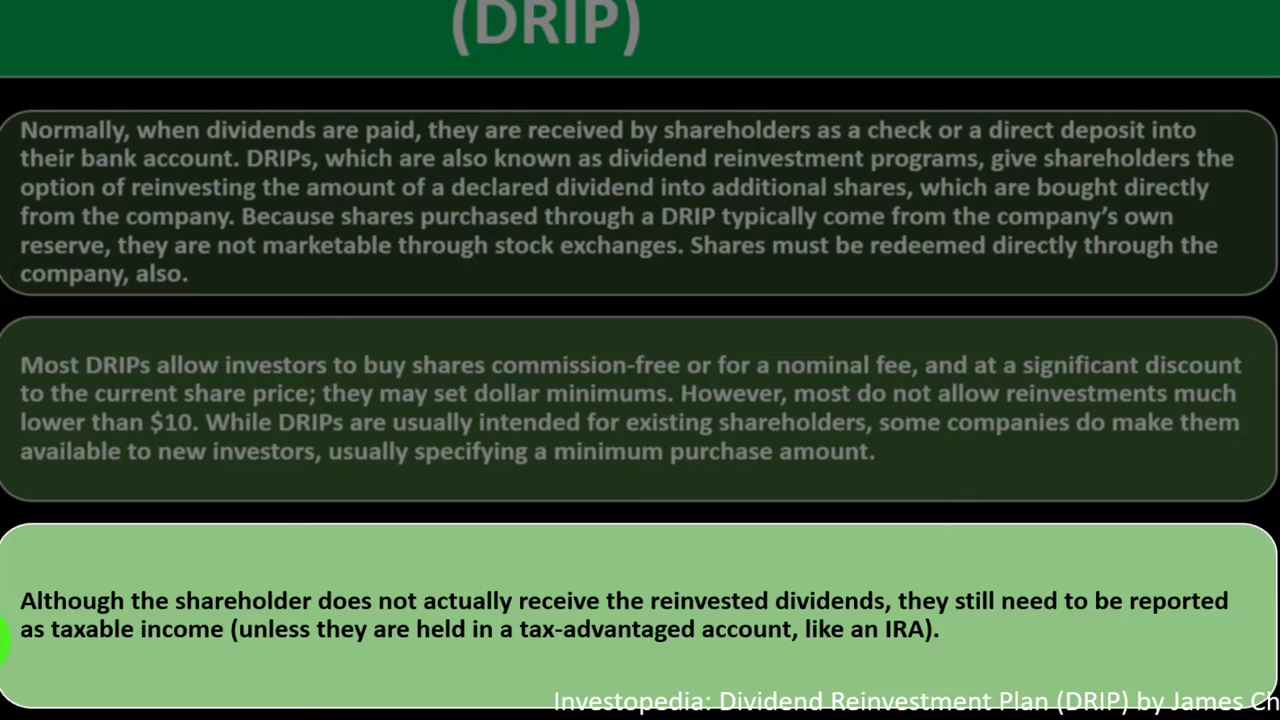 (DRIP)
Normally, when dividends are paid, they are received by shareholders as a check or a direct deposit into
their bank account. DRIPs, which are also known as dividend reinvestment programs, give shareholders the
option of reinvesting the amount of a declared dividend into additional shares, which are bought directly
from the company. Because shares purchased through a DRIP typically come from the company’s own
reserve, they are not marketable through stock exchanges. Shares must be redeemed directly through the
company, also.
Most DRIPs allow investors to buy shares commission-free or for a nominal fee, and at a significant discount
to the current share price; they may set dollar minimums. However, most do not allow reinvestments much
lower than $10. While DRIPs are usually intended for existing shareholders, some companies do make them
available to new investors, usually specifying a minimum purchase amount.
Although the shareholder does not actually receive the reinvested dividends, they still need to be reported
as taxable income (unless they are held in a tax-advantaged account, like an IRA).
Investopedia: Dividend Reinvestment Plan (DRIP) by James Ch